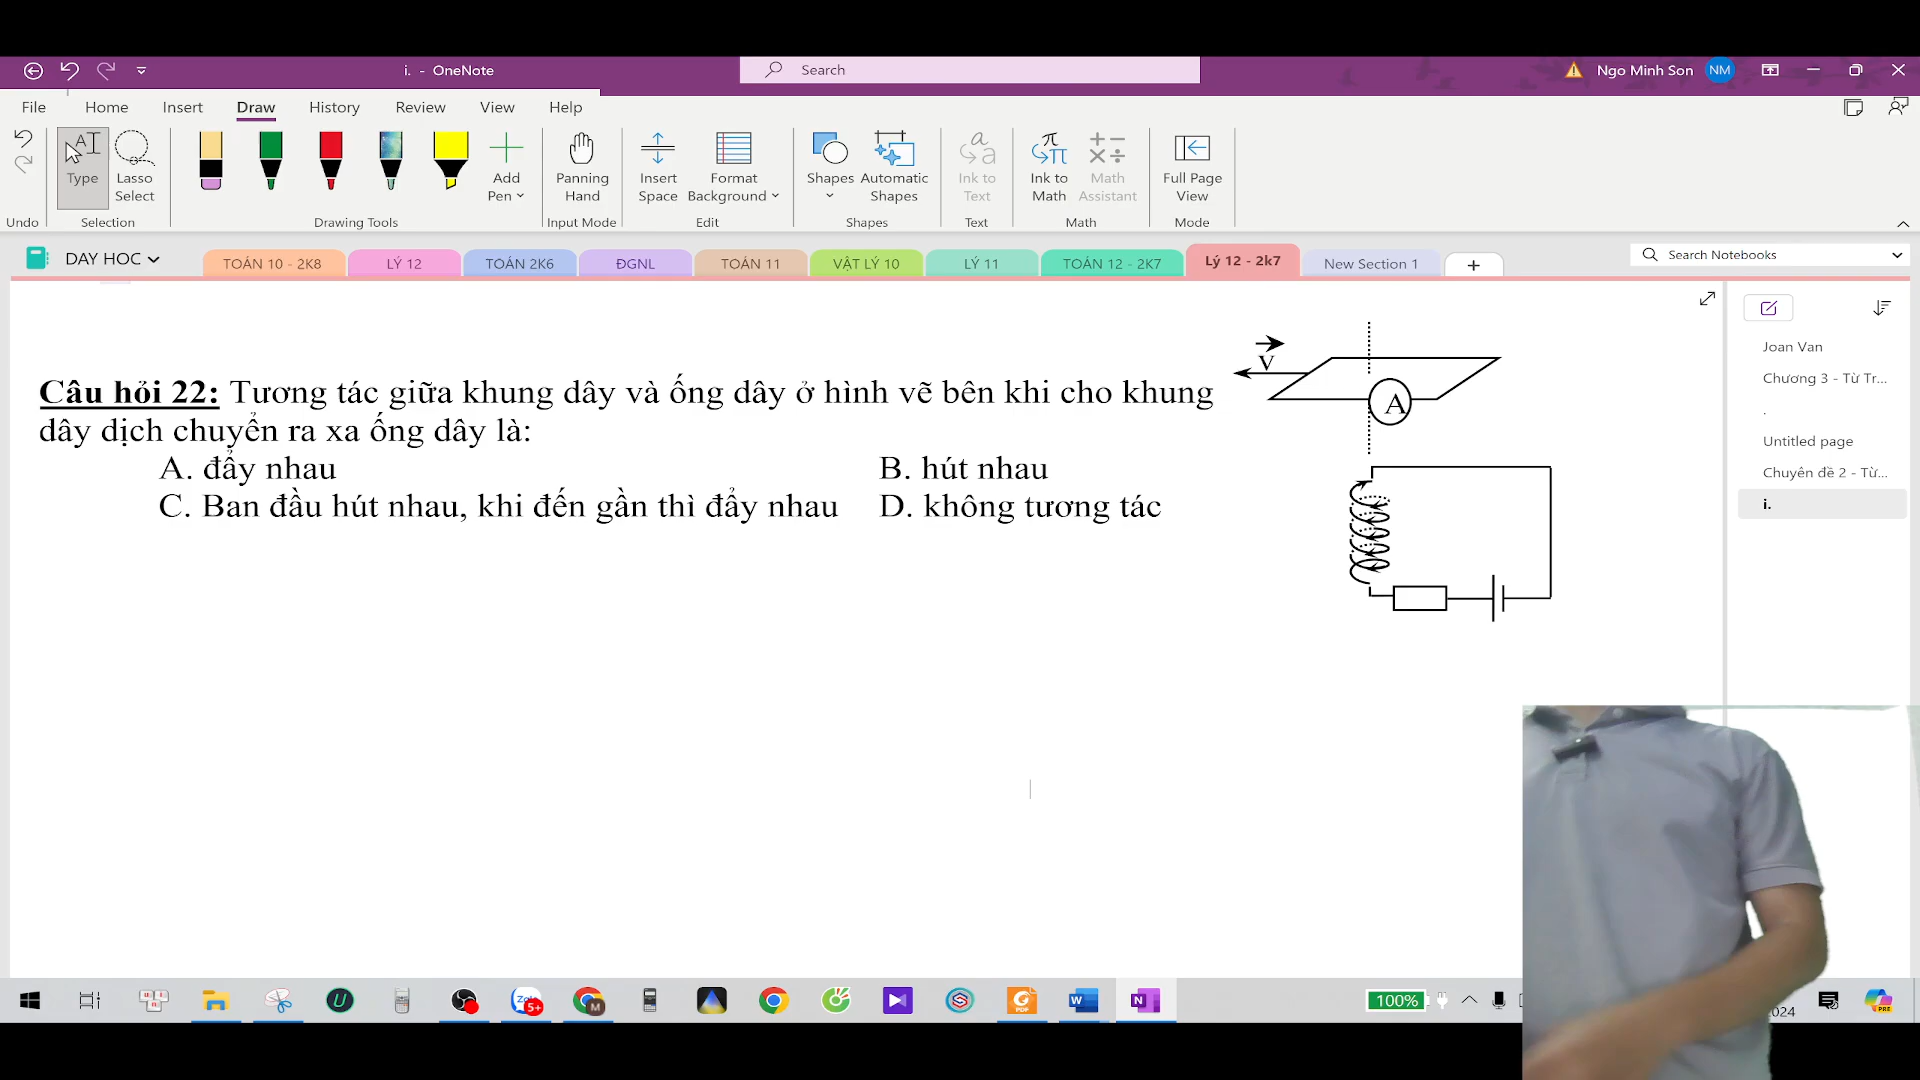 i. - OneNote
Search
Ngo Minh Son
NM
File Home Insert Draw History Review View Help
Type
Lasso Select
Add Pen
Panning Hand
Insert Space
Format Background
Shapes
Automatic Shapes
Ink to Text
Ink to Math
Math Assistant
Full Page View
Undo Selection Drawing Tools Input Mode Edit Shapes Text Math Mode
DAY HOC
TOÁN 10 - 2K8
LÝ 12
TOÁN 2K6
ĐGNL
TOÁN 11
VẬT LÝ 10
LÝ 11
TOÁN 12 - 2K7
Lý 12 - 2k7
New Section 1
+
Search Notebooks
Joan Van
Chương 3 - Từ Tr...
.
Untitled page
Chuyên đề 2 - Từ...
i.
Câu hỏi 22: Tương tác giữa khung dây và ống dây ở hình vẽ bên khi cho khung
dây dịch chuyển ra xa ống dây là:
A. đẩy nhau B. hút nhau
C. Ban đầu hút nhau, khi đến gần thì đẩy nhau D. không tương tác
v
A
100%